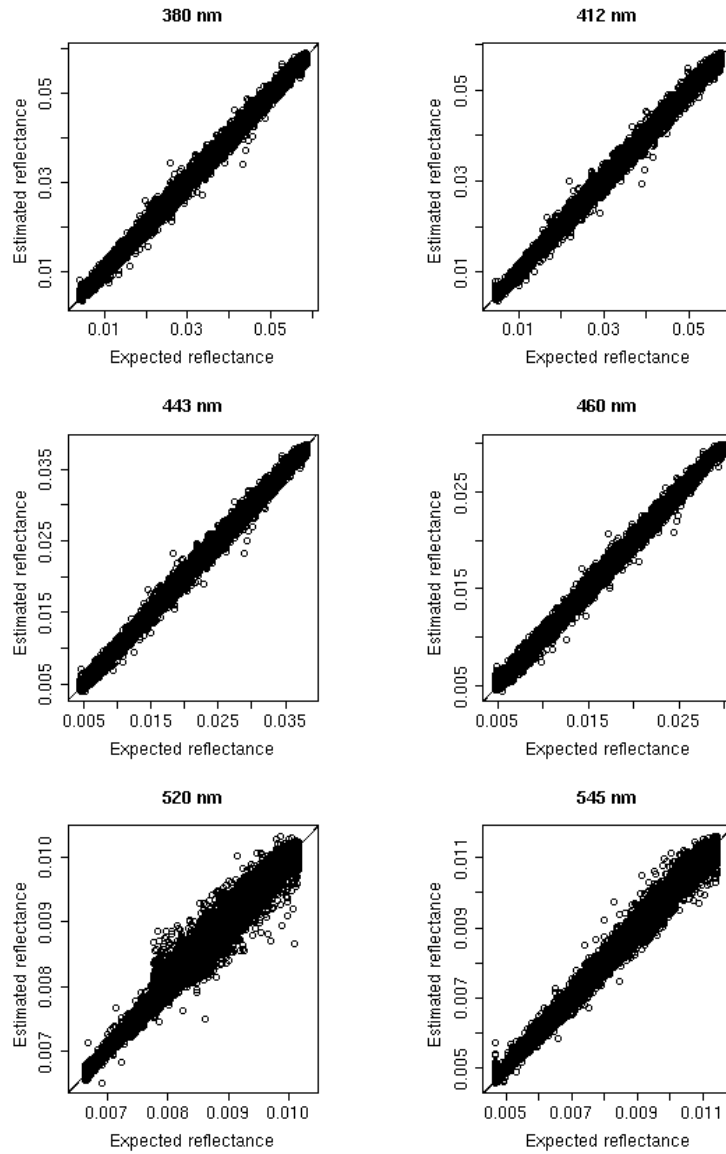 380 nm
412 nm
Estimated reflectance
0.01 0.03 0.05
0.01 0.03 0.05
Expected reflectance
Estimated reflectance
0.01 0.03 0.05
0.01 0.03 0.05
Expected reflectance
443 nm
460 nm
Estimated reflectance
0.005 0.015 0.025 0.035
0.005 0.015 0.025 0.035
Expected reflectance
Estimated reflectance
0.005 0.015 0.025
0.005 0.015 0.025
Expected reflectance
520 nm
545 nm
Estimated reflectance
0.007 0.008 0.009 0.010
0.007 0.008 0.009 0.010
Expected reflectance
Estimated reflectance
0.005 0.007 0.009 0.011
0.005 0.007 0.009 0.011
Expected reflectance